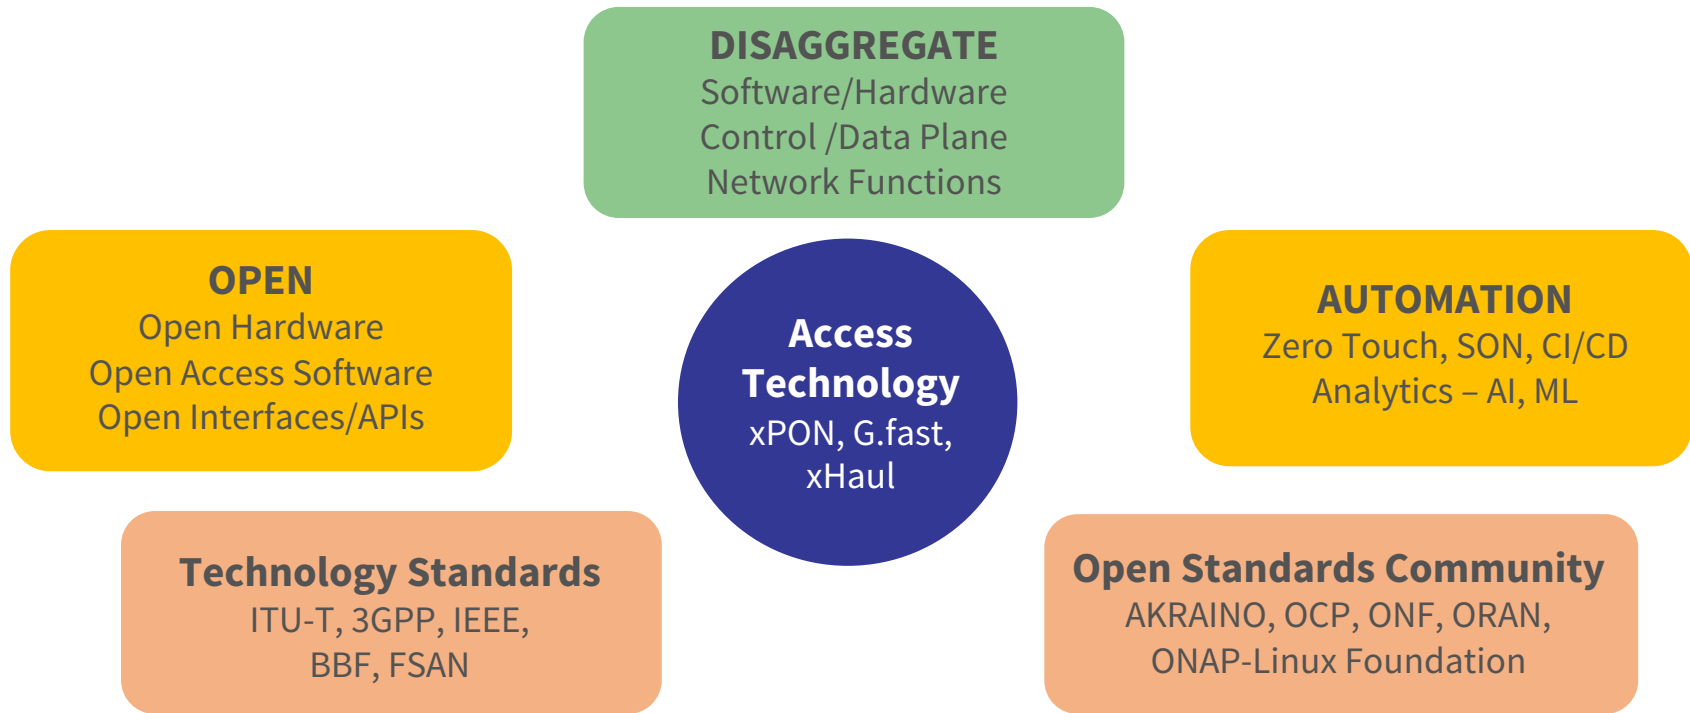 DISAGGREGATE
Software/Hardware
Control /Data Plane
Network Functions
OPEN
Open Hardware
Open Access Software
Open Interfaces/APIs
Access
Technology
xPON, G.fast,
xHaul
AUTOMATION
Zero Touch, SON, CI/CD
Analytics – AI, ML
Technology Standards
ITU-T, 3GPP, IEEE,
BBF, FSAN
Open Standards Community
AKRAINO, OCP, ONF, ORAN,
ONAP-Linux Foundation